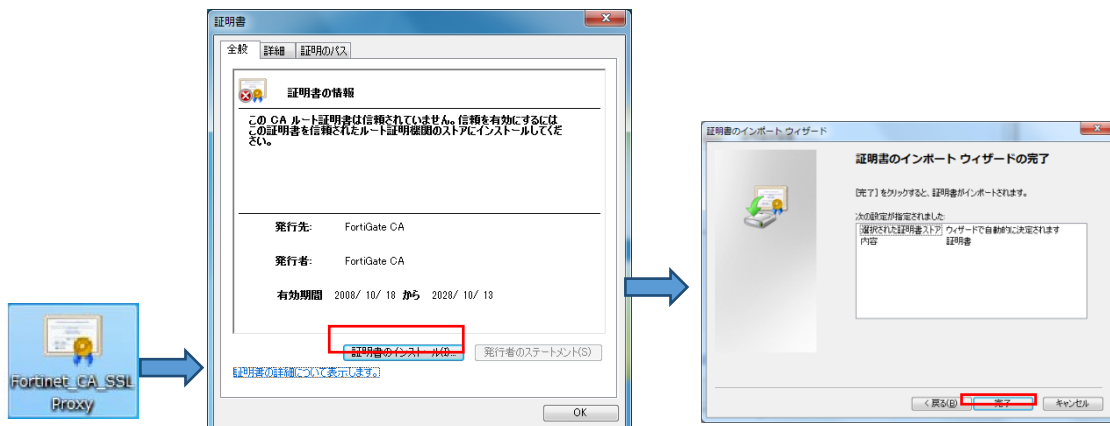 Fortinet_CA_SSL
Proxy
証明書
全般
詳細
証明のパス
証明書の情報
この CA ルート証明書は信頼されていません。信頼を有効にするには
この証明書を信頼されたルート証明機関のストアにインストールしてくだ
さい。
発行先: FortiGate CA
発行者: FortiGate CA
有効期間 2008/ 10/ 18 から 2028/ 10/ 13
証明書のインストール(I)...
発行者のステートメント(S)
証明書の詳細について表示します。
OK
証明書のインポート ウィザード
証明書のインポート ウィザードの完了
[完了] をクリックすると、証明書がインポートされます。
次の設定が指定されました:
選択された証明書ストア ウィザードで自動的に決定されます
内容 証明書
< 戻る(B)
完了
キャンセル